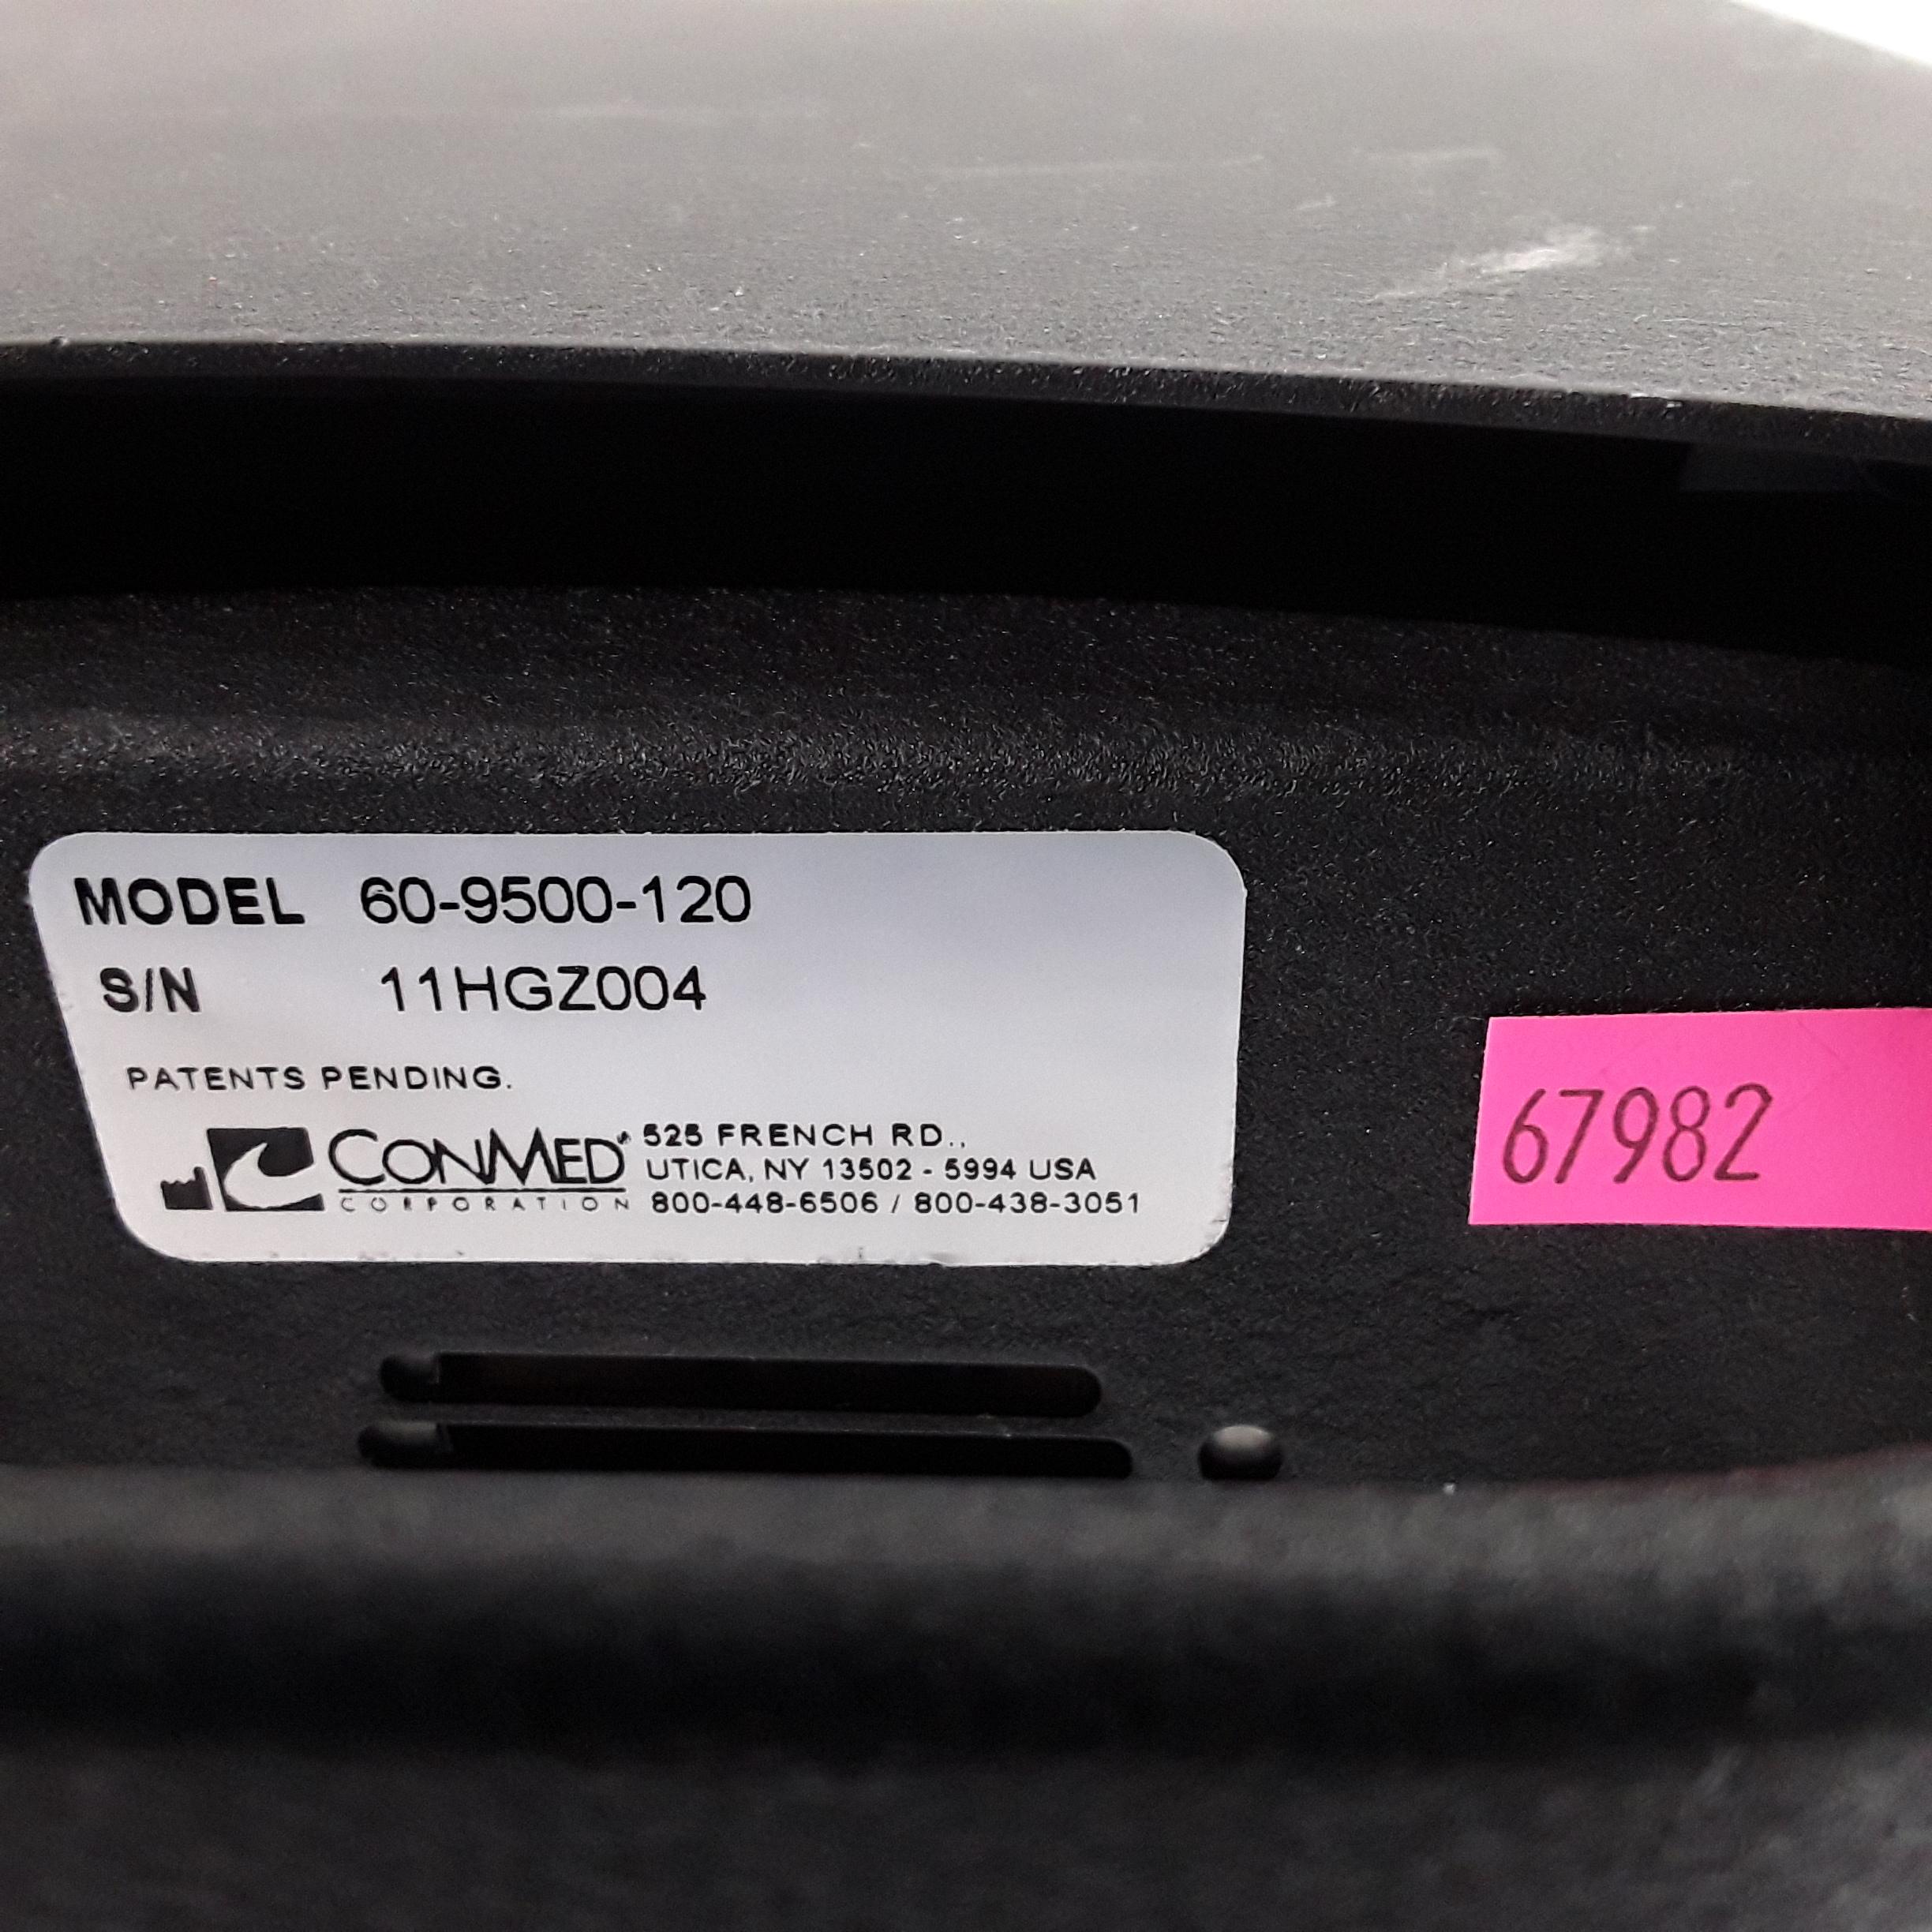 MODEL 60-9500-120
S/N 11HGZ004
PATENTS PENDING.
CONMED
CORPORATION
525 FRENCH RD.,
UTICA, NY 13502 - 5994 USA
800-448-6506 / 800-438-3051
67982